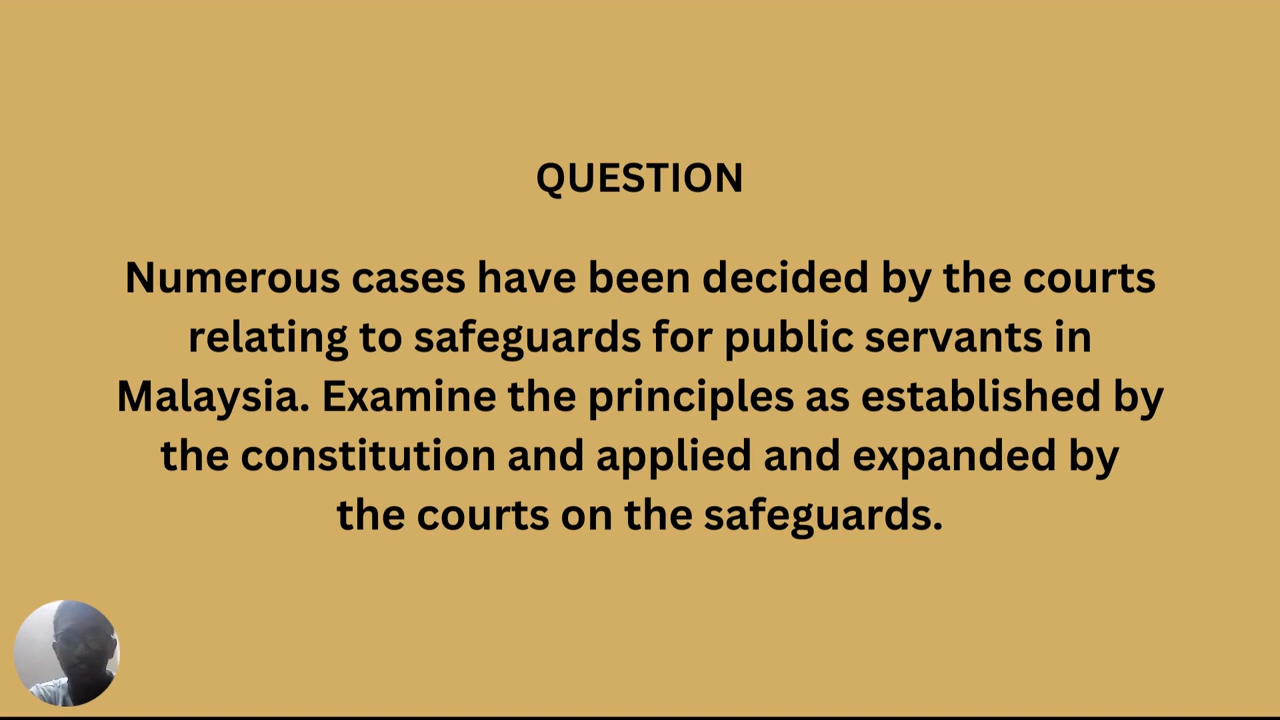 QUESTION
Numerous cases have been decided by the courts
relating to safeguards for public servants in
Malaysia. Examine the principles as established by
the constitution and applied and expanded by
the courts on the safeguards.